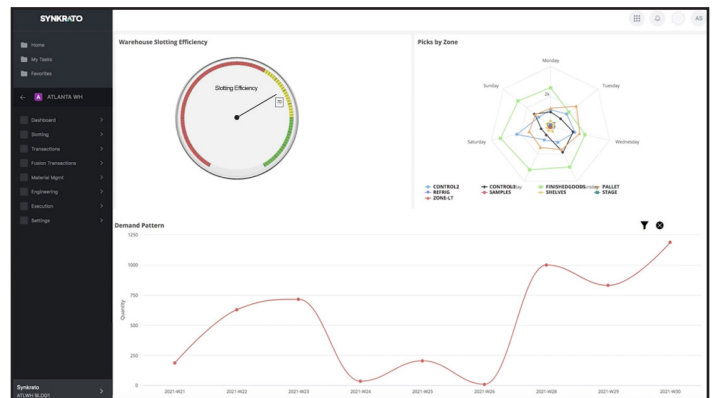 SYNKRATO
AS
Home
My Tasks
Favorites
A ATLANTA WH
Dashboard
Slotting
Transactions
Fusion Transactions
Material Mgmt
Engineering
Execution
Settings
Synkrato
ATLWH BLDG1
Warehouse Slotting Efficiency
Slotting Efficiency
70
Picks by Zone
Monday
Tuesday
Wednesday
Saturday
Sunday
2k
CONTROL2 FINISHEDGOODS PALLET
REFRIG SAMPLES SHELVES STAGE
ZONE-LT
Demand Pattern
Quantity
1250
1000
750
500
250
0
2021-W21 2021-W22 2021-W23 2021-W24 2021-W25 2021-W26 2021-W28 2021-W29 2021-W30